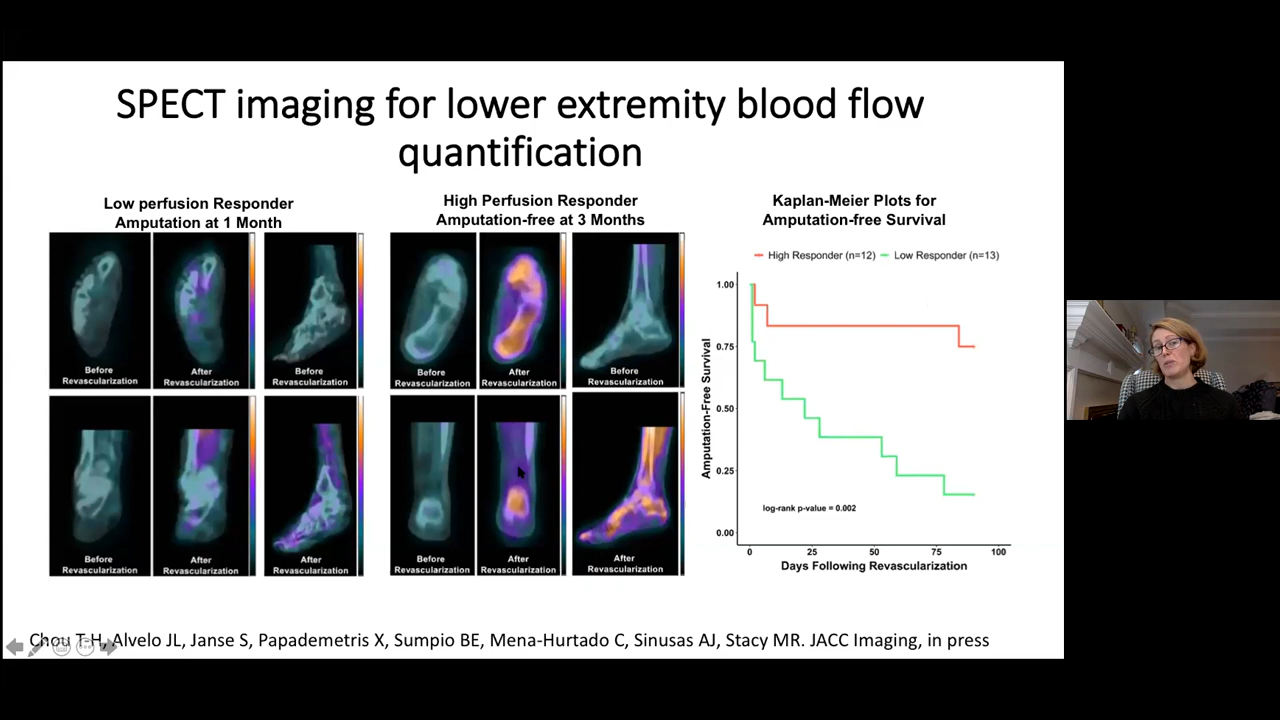 SPECT imaging for lower extremity blood flow
quantification
Low perfusion Responder
Amputation at 1 Month
Before
Revascularization
After
Revascularization
Before
Before
Revascularization
After
Revascularization
After
Revascularization
High Perfusion Responder
Amputation-free at 3 Months
Before
Revascularization
After
Revascularization
Before
Revascularization
Before
Revascularization
After
Revascularization
After
Revascularization
Kaplan-Meier Plots for
Amputation-free Survival
High Responder (n=12) Low Responder (n=13)
Amputation-Free Survival
1.00
0.75
0.50
0.25
0.00
log-rank p-value = 0.002
0 25 50 75 100
Days Following Revascularization
Chou T-H, Alvelo JL, Janse S, Papademetris X, Sumpio BE, Mena-Hurtado C, Sinusas AJ, Stacy MR. JACC Imaging, in press